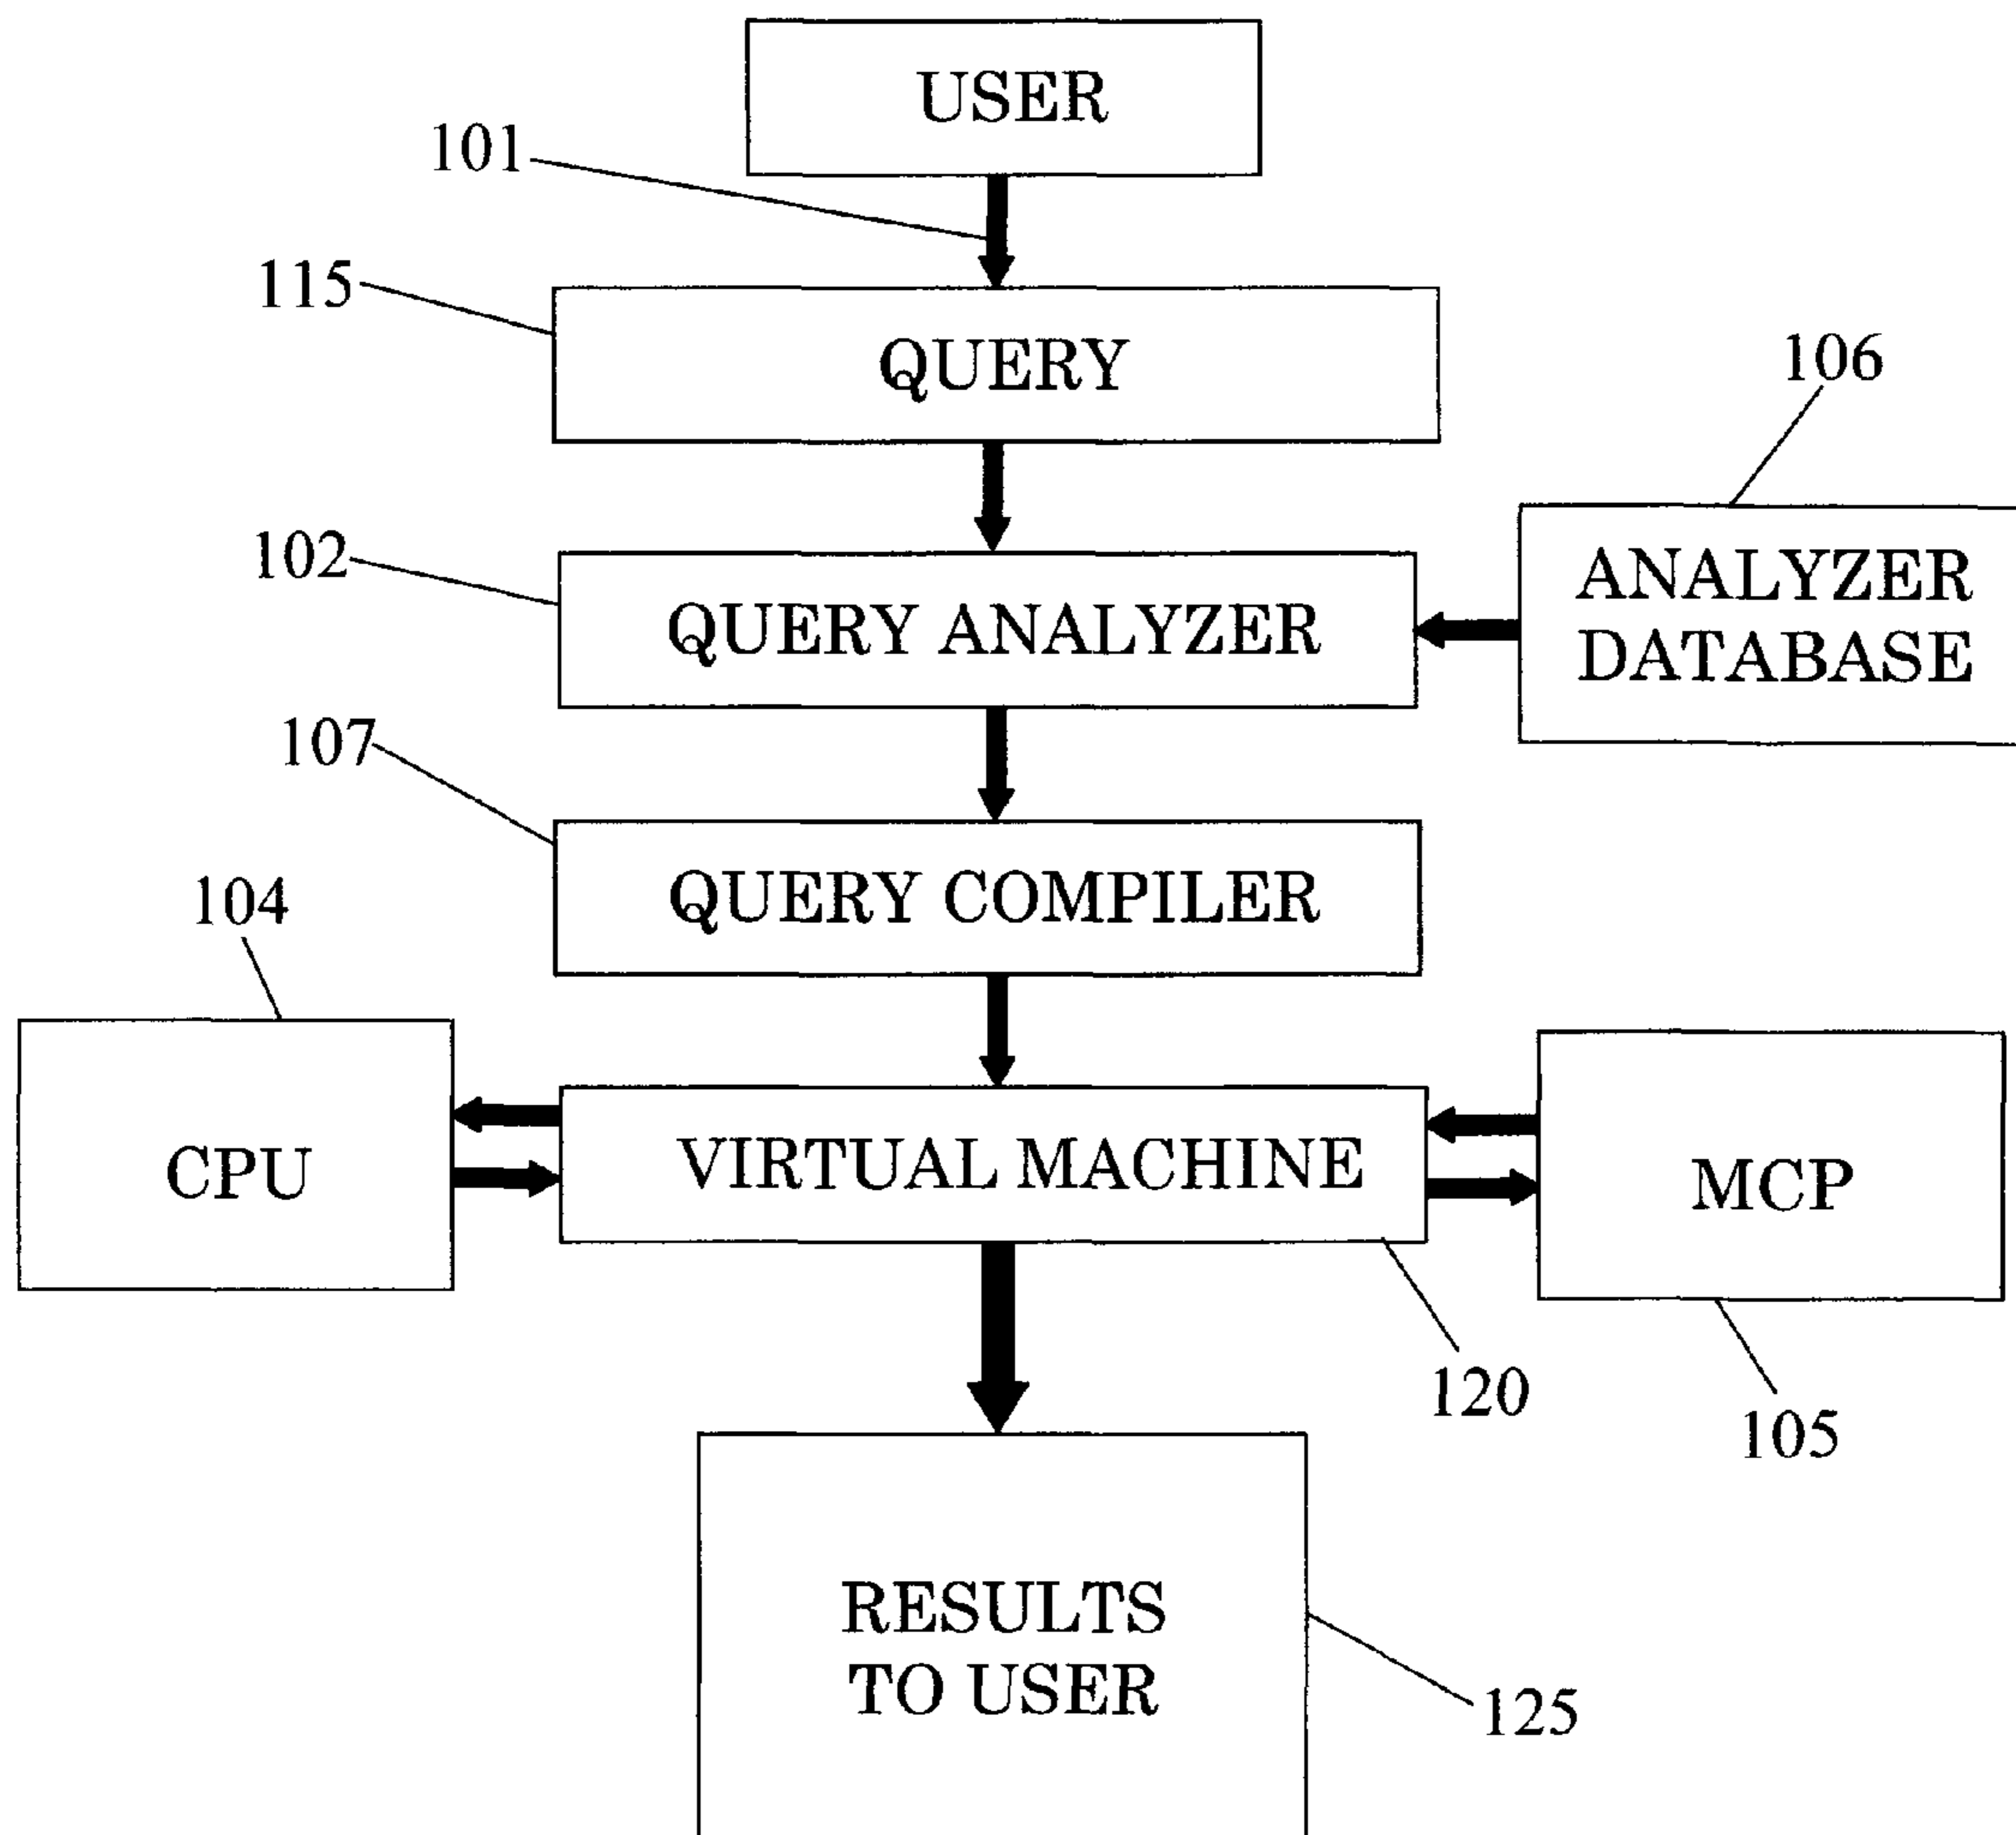 USER
101
115
QUERY
106
102
QUERY ANALYZER
ANALYZER
DATABASE
107
QUERY COMPILER
104
CPU
VIRTUAL MACHINE
MCP
120
105
RESULTS
TO USER
125